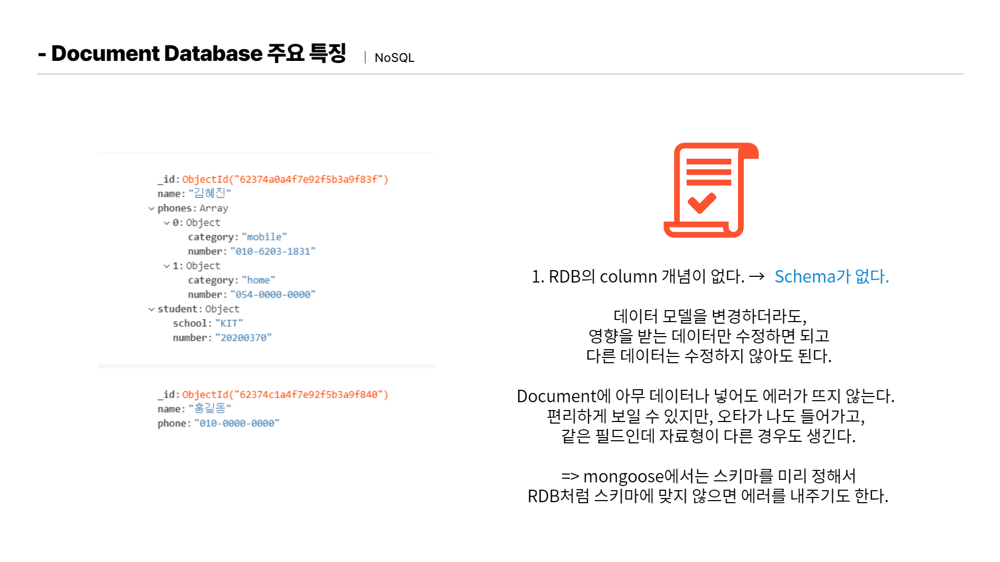 - Document Database 주요 특징 | NoSQL
_id: ObjectId("62374a0a4f7e92f5b3a9f83f")
name: "김혜진"
phones: Array
0: Object
category: "mobile"
number: "010-6203-1831"
1: Object
category: "home"
number: "054-0000-0000"
student: Object
school: "KIT"
number: "20200370"
_id: ObjectId("62374c1a4f7e92f5b3a9f840")
name: "홍길동"
phone: "010-0000-0000"
1. RDB의 column 개념이 없다. → Schema가 없다.
데이터 모델을 변경하더라도,
영향을 받는 데이터만 수정하면 되고
다른 데이터는 수정하지 않아도 된다.
Document에 아무 데이터나 넣어도 에러가 뜨지 않는다.
편리하게 보일 수 있지만, 오타가 나도 들어가고,
같은 필드인데 자료형이 다른 경우도 생긴다.
=> mongoose에서는 스키마를 미리 정해서
RDB처럼 스키마에 맞지 않으면 에러를 내주기도 한다.